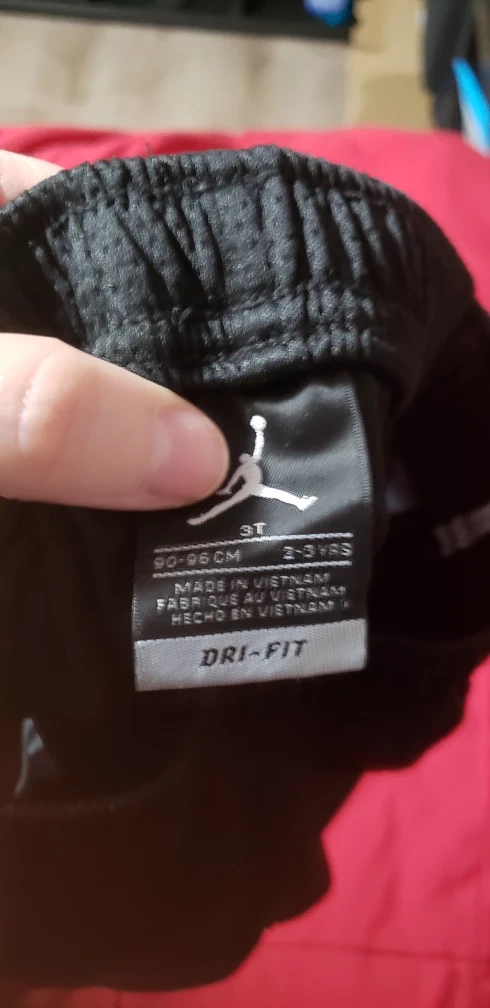 3T
90-96 CM 2-3 YRS
MADE IN VIETNAM
FABRIQUE AU VIETNAM
HECHO EN VIETNAM
DRI-FIT